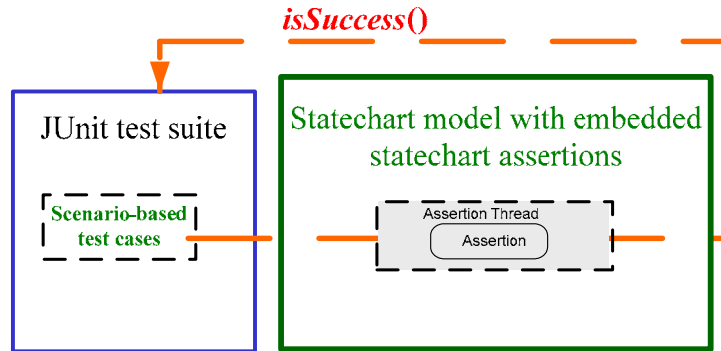 isSuccess()
JUnit test suite
Scenario-based
test cases
Statechart model with embedded
statechart assertions
Assertion Thread
Assertion